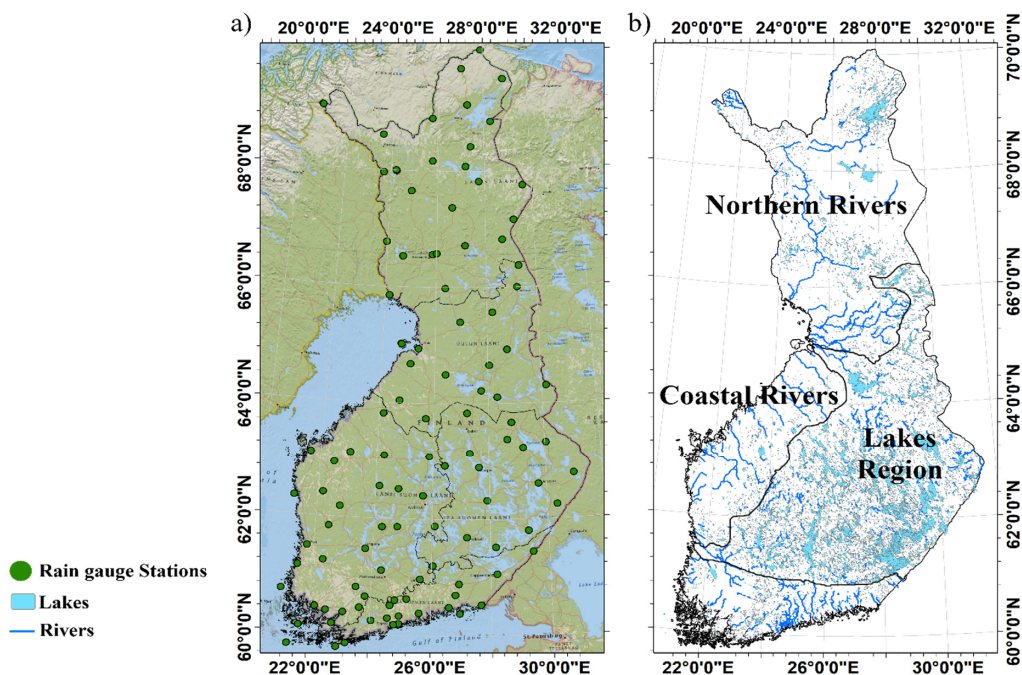 a)
20°0'0"E 24°0'0"E 28°0'0"E 32°0'0"E
68°0'0"N
66°0'0"N
64°0'0"N
62°0'0"N
60°0'0"N
FINLAND
Gulf of Finland
St Petersburg
22°0'0"E 26°0'0"E 30°0'0"E
Rain gauge Stations
Lakes
Rivers
b)
20°0'0"E 24°0'0"E 28°0'0"E 32°0'0"E
70°0'0"N
68°0'0"N
66°0'0"N
64°0'0"N
62°0'0"N
60°0'0"N
Northern Rivers
Coastal Rivers
Lakes
Region
22°0'0"E 26°0'0"E 30°0'0"E